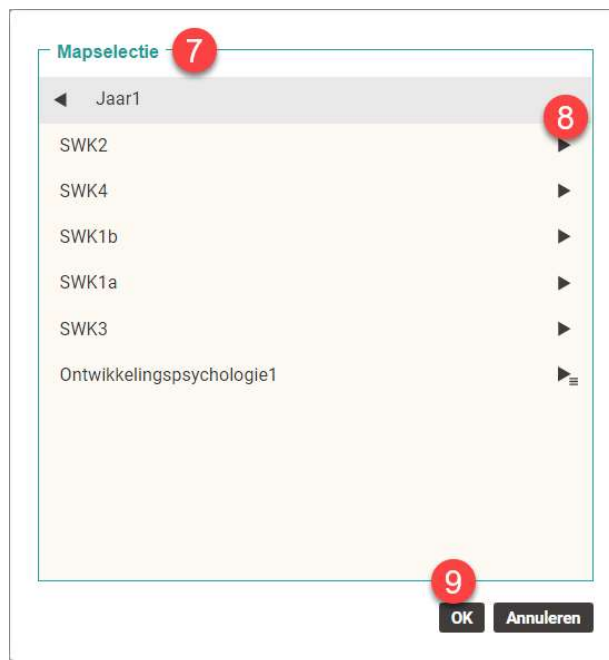 Mapselectie 7
Jaar1
8
SWK2
SWK4
SWK1b
SWK1a
SWK3
Ontwikkelingspsychologie1
9
OK Annuleren